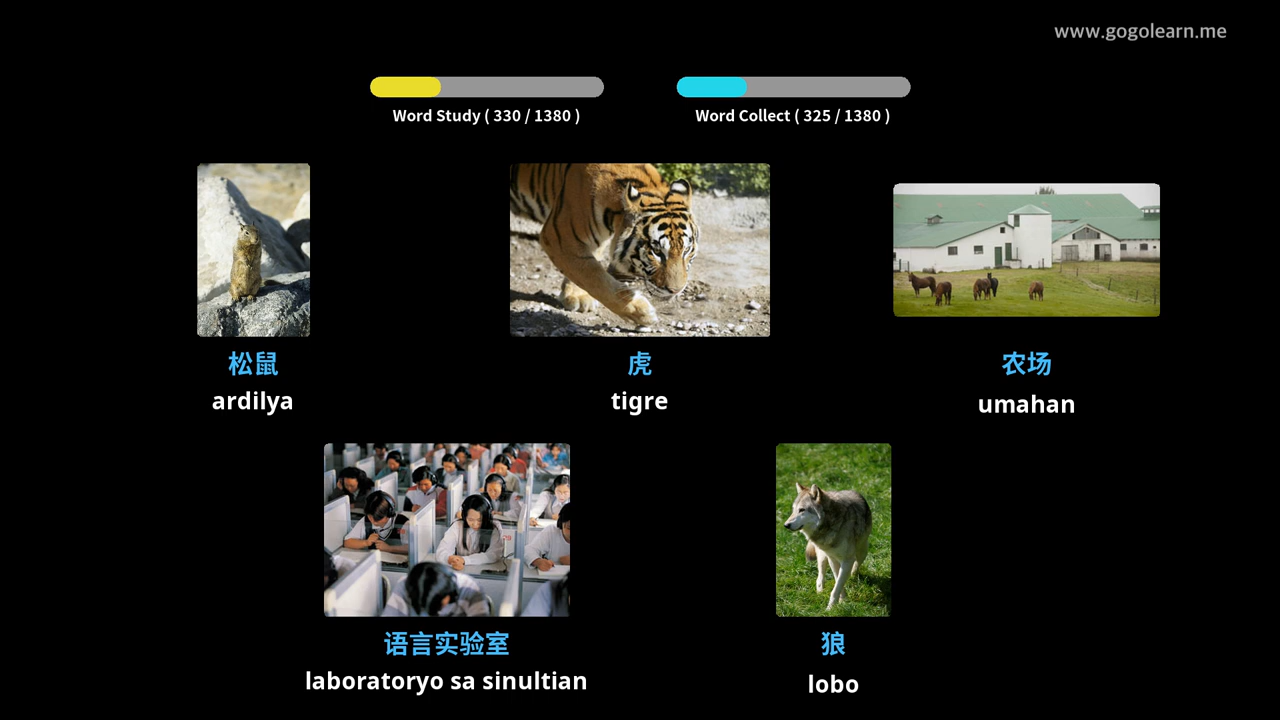 www.gogolearn.me
Word Study ( 330 / 1380 )
Word Collect ( 325 / 1380 )
松鼠
ardilya
虎
tigre
农场
umahan
语言实验室
laboratoryo sa sinultian
狼
lobo